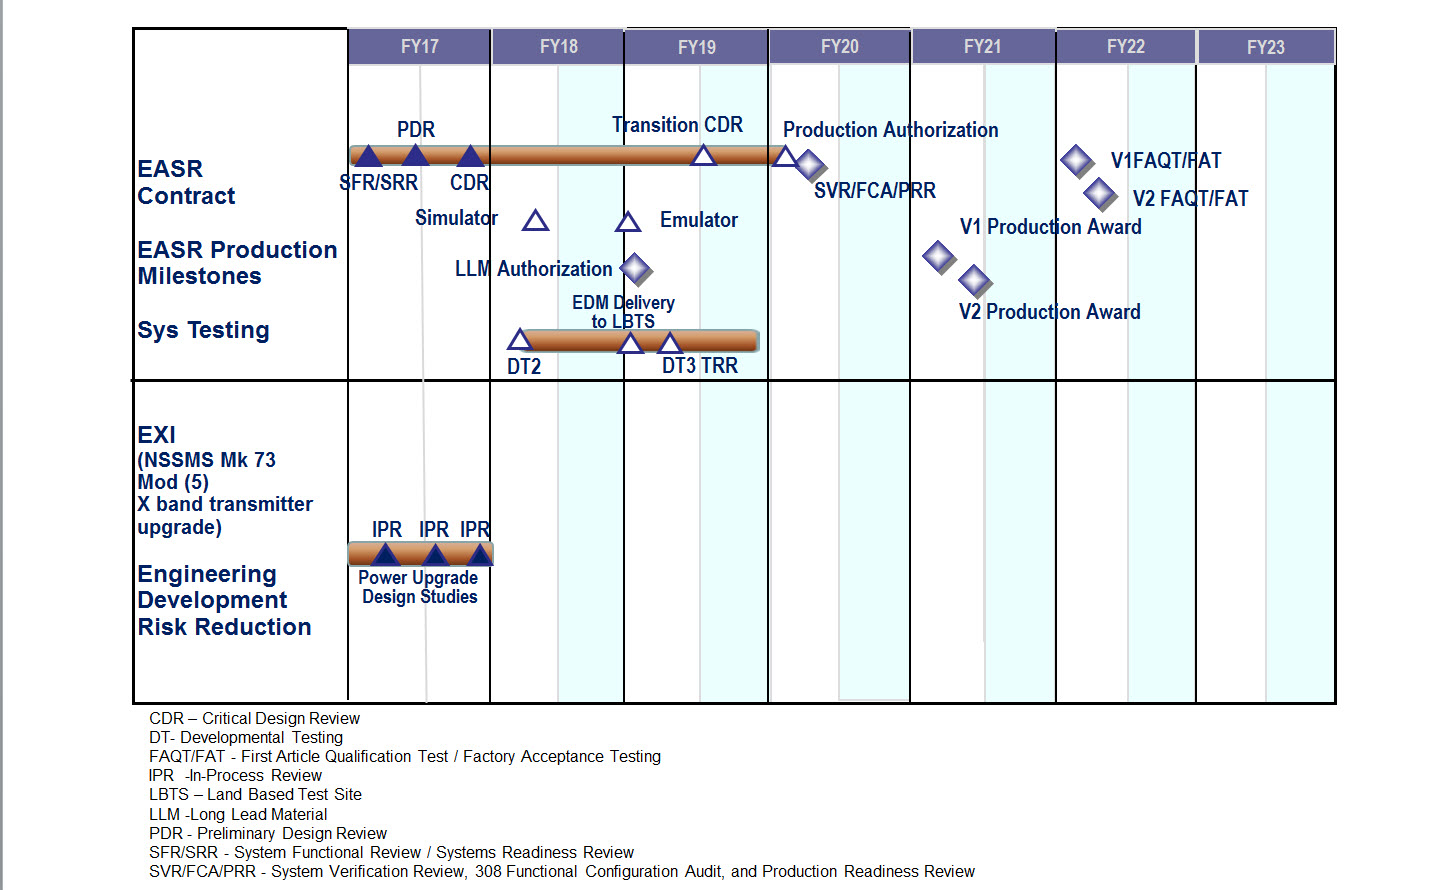 FY17 FY18 FY19 FY20 FY21 FY22 FY23
Transition CDR
PDR
Production Authorization
EASR
Contract
SFR/SRR
CDR
SVR/FCA/PRR
V1FAQT/FAT
V2 FAQT/FAT
Simulator
Emulator
V1 Production Award
EASR Production
Milestones
LLM Authorization
V2 Production Award
EDM Delivery
to LBTS
Sys Testing
DT2
DT3 TRR
EXI
(NSSMS Mk 73
Mod (5)
X band transmitter
upgrade)
IPR IPR IPR
Power Upgrade
Design Studies
Engineering
Development
Risk Reduction
CDR – Critical Design Review
DT- Developmental Testing
FAQT/FAT - First Article Qualification Test / Factory Acceptance Testing
IPR -In-Process Review
LBTS – Land Based Test Site
LLM -Long Lead Material
PDR - Preliminary Design Review
SFR/SRR - System Functional Review / Systems Readiness Review
SVR/FCA/PRR - System Verification Review, 308 Functional Configuration Audit, and Production Readiness Review